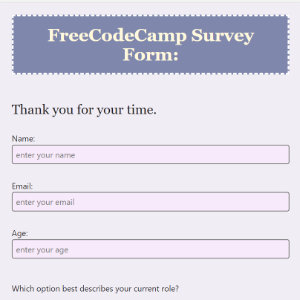 FreeCodeCamp Survey
Form:
Thank you for your time.
Name:
enter your name
Email:
enter your email
Age:
enter your age
Which option best describes your current role?